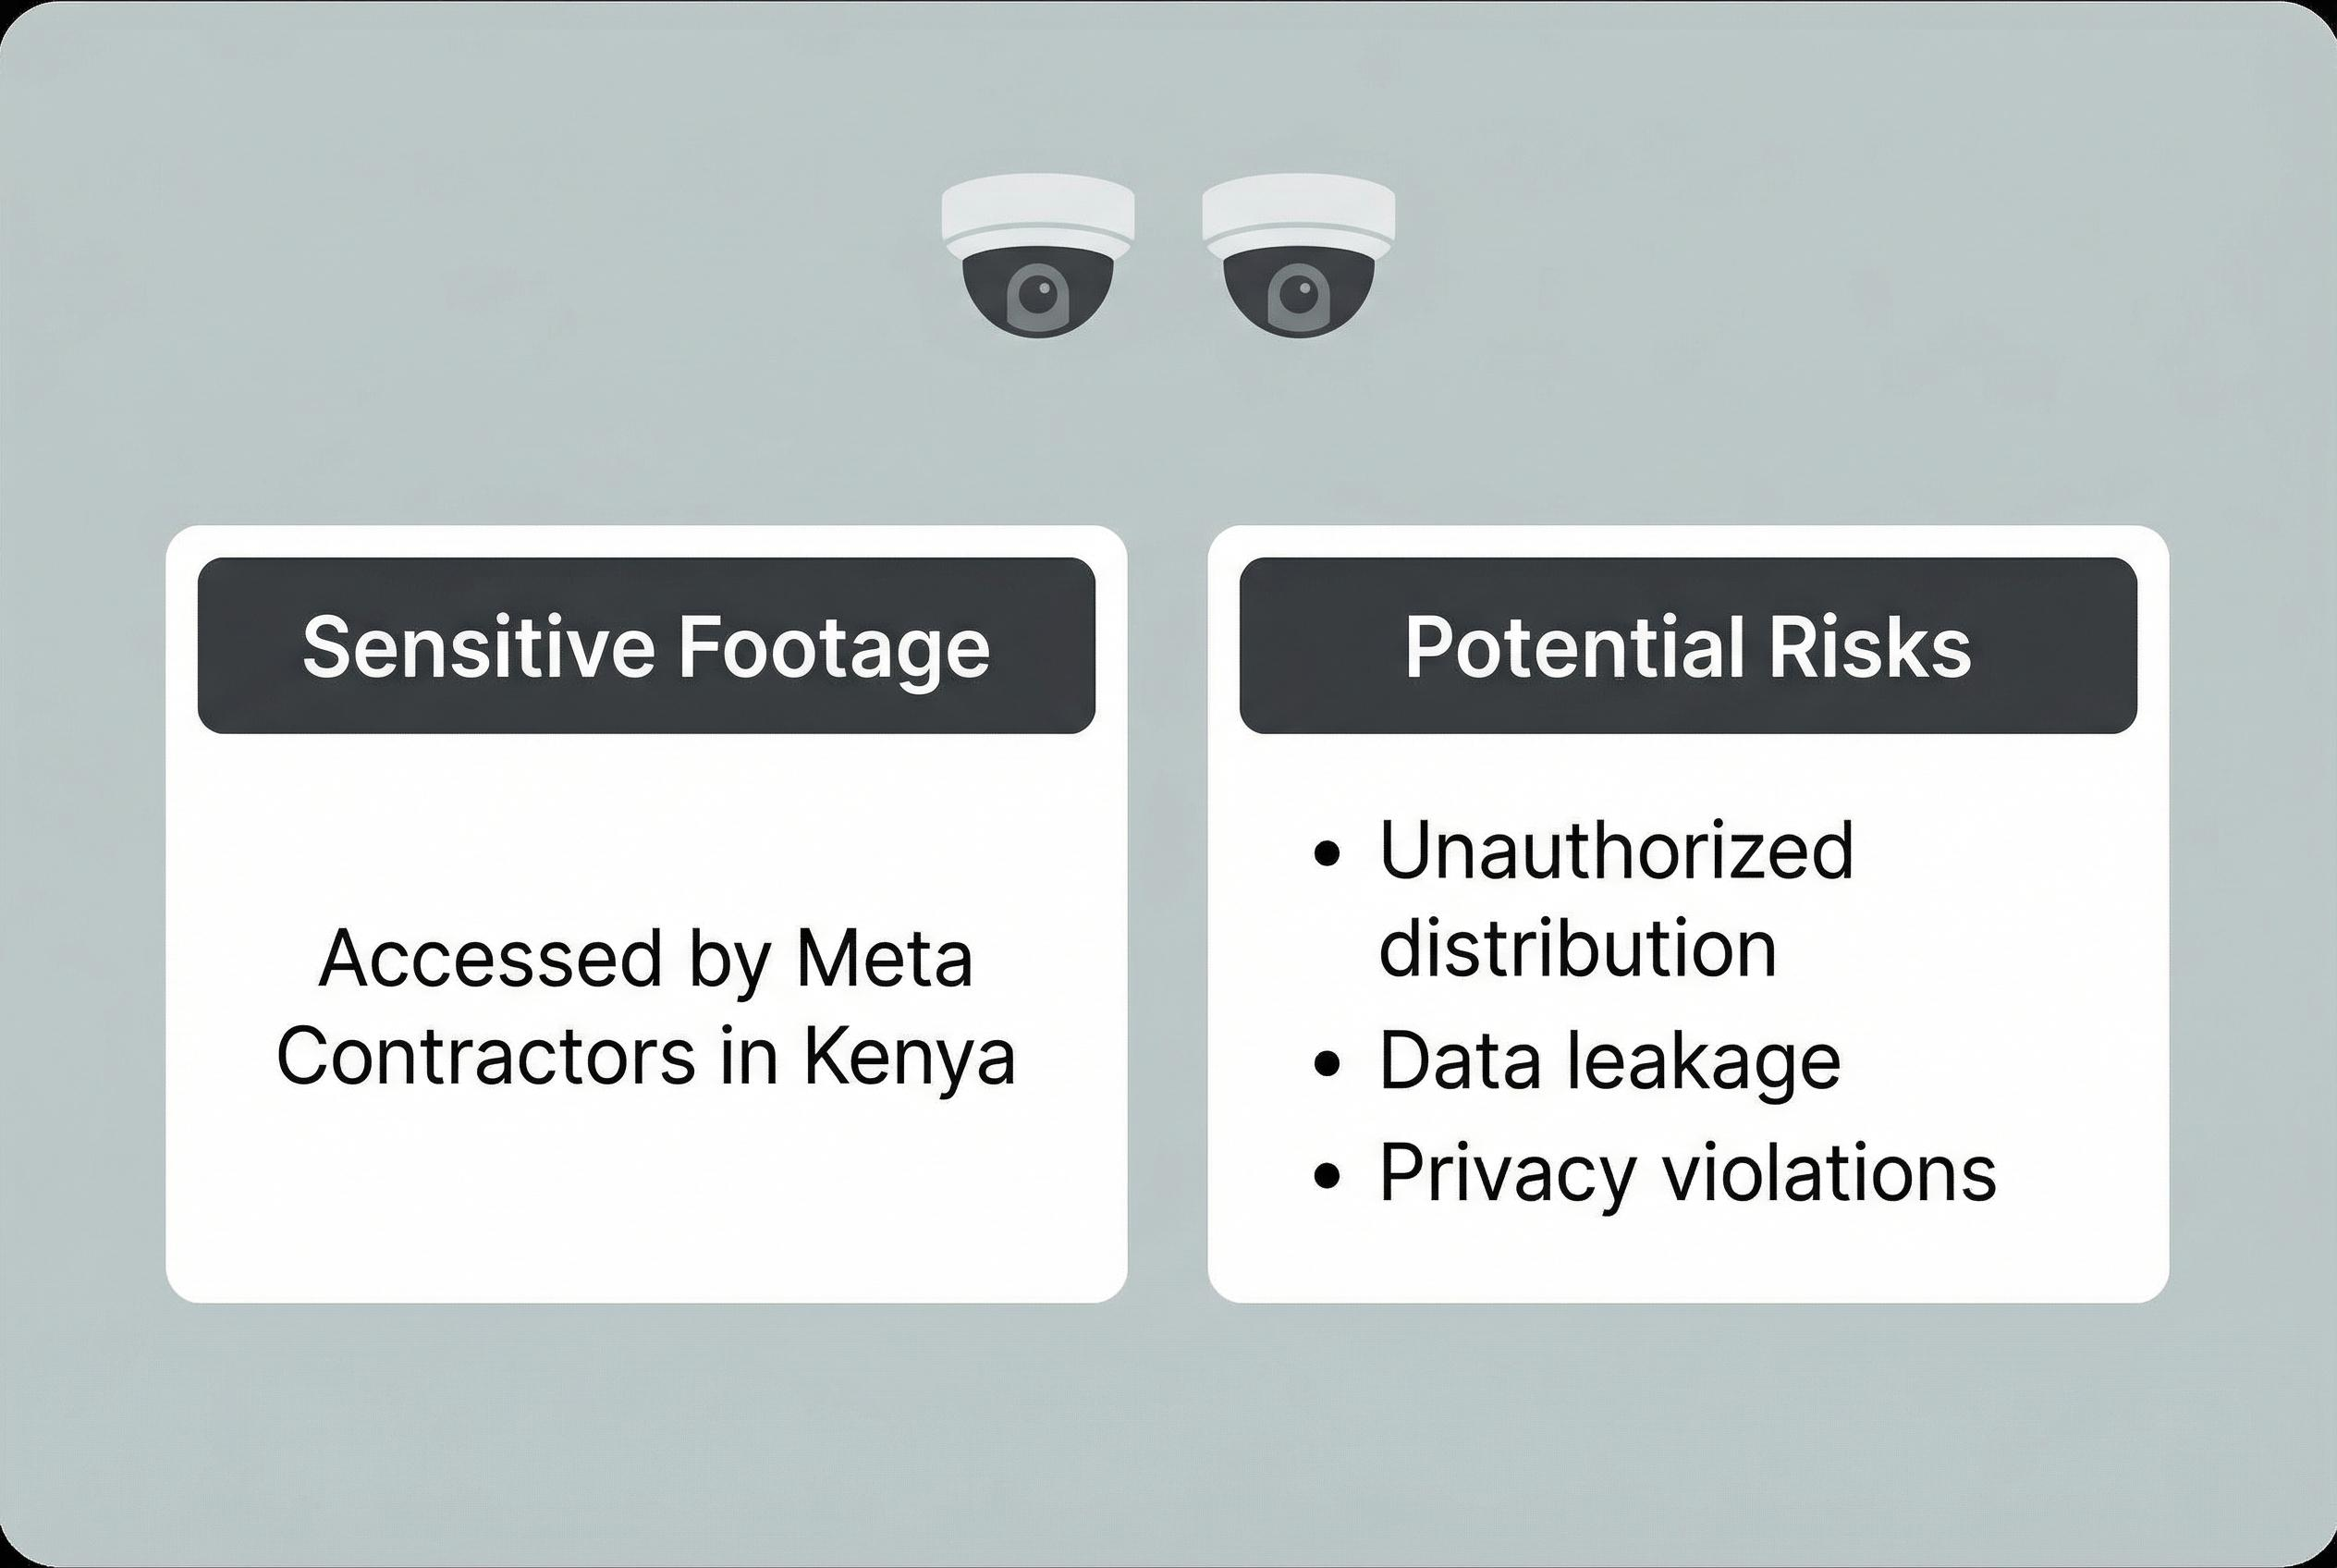 Sensitive Footage
Accessed by Meta
Contractors in Kenya
Potential Risks
• Unauthorized
distribution
• Data leakage
• Privacy violations